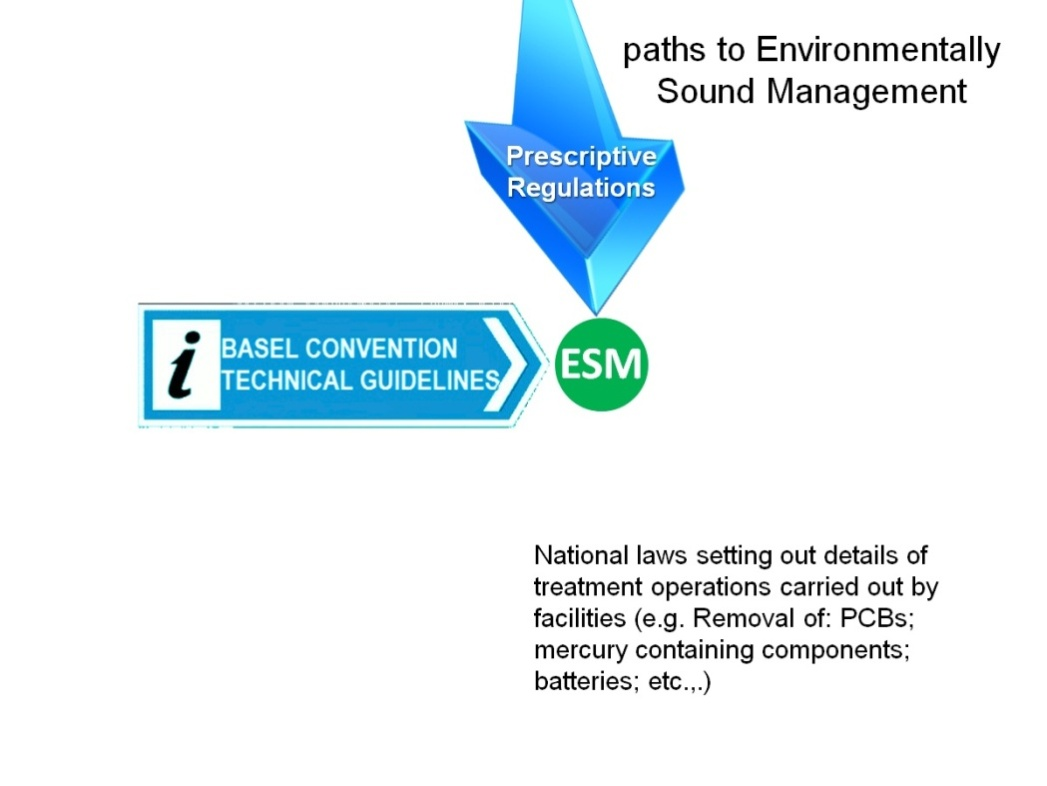 paths to Environmentally
Sound Management
Prescriptive
Regulations
i
BASEL CONVENTION
TECHNICAL GUIDELINES
ESM
National laws setting out details of
treatment operations carried out by
facilities (e.g. Removal of: PCBs;
mercury containing components;
batteries; etc.,.)